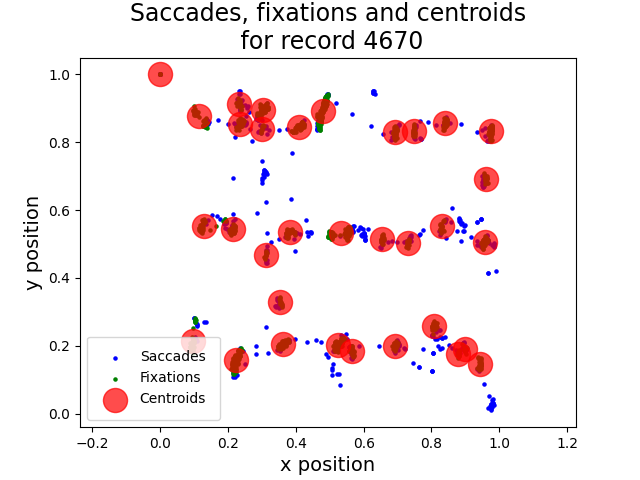 Saccades, fixations and centroids
for record 4670
y position
1.0
0.8
0.6
0.4
0.2
0.0
Saccades
Fixations
Centroids
−0.2
0.0
0.2
0.4
0.6
0.8
1.0
1.2
x position